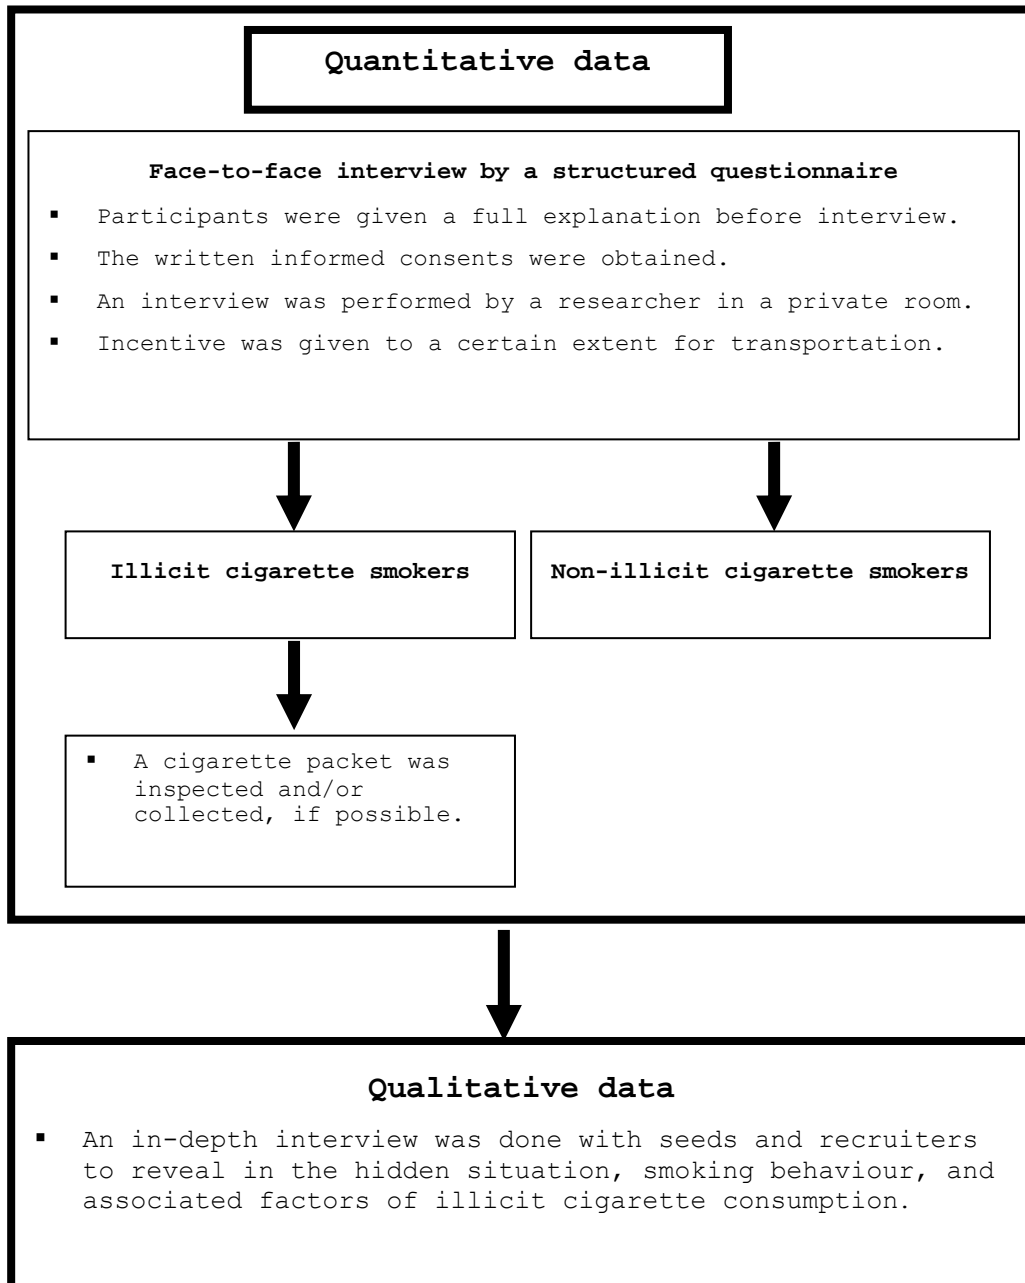 Quantitative data
Face-to-face interview by a structured questionnaire
▪ Participants were given a full explanation before interview.
▪ The written informed consents were obtained.
▪ An interview was performed by a researcher in a private room.
▪ Incentive was given to a certain extent for transportation.
Illicit cigarette smokers
Non-illicit cigarette smokers
▪ A cigarette packet was
inspected and/or
collected, if possible.
Qualitative data
▪ An in-depth interview was done with seeds and recruiters
to reveal in the hidden situation, smoking behaviour, and
associated factors of illicit cigarette consumption.